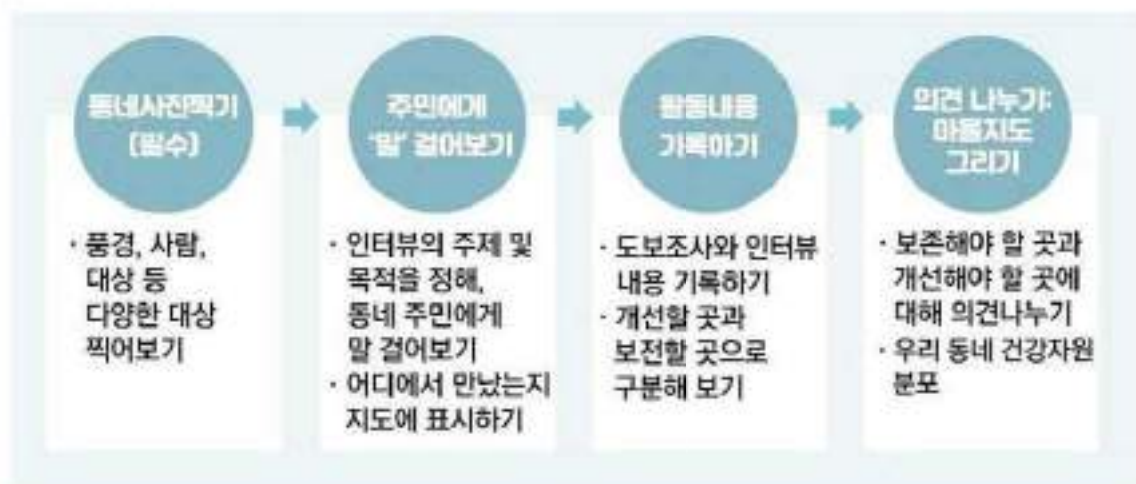 동네사진찍기
(필수)
· 풍경, 사람,
대상 등
다양한 대상
찍어보기
주민에게
'말' 걸어보기
· 인터뷰의 주제 및
목적을 정해,
동네 주민에게
말 걸어보기
· 어디에서 만났는지
지도에 표시하기
활동내용
기록하기
· 도보조사와 인터뷰
내용 기록하기
· 개선할 곳과
보전할 곳으로
구분해 보기
의견 나누기:
마을지도
그리기
· 보존해야 할 곳과
개선해야 할 곳에
대해 의견나누기
· 우리 동네 건강자원
분포